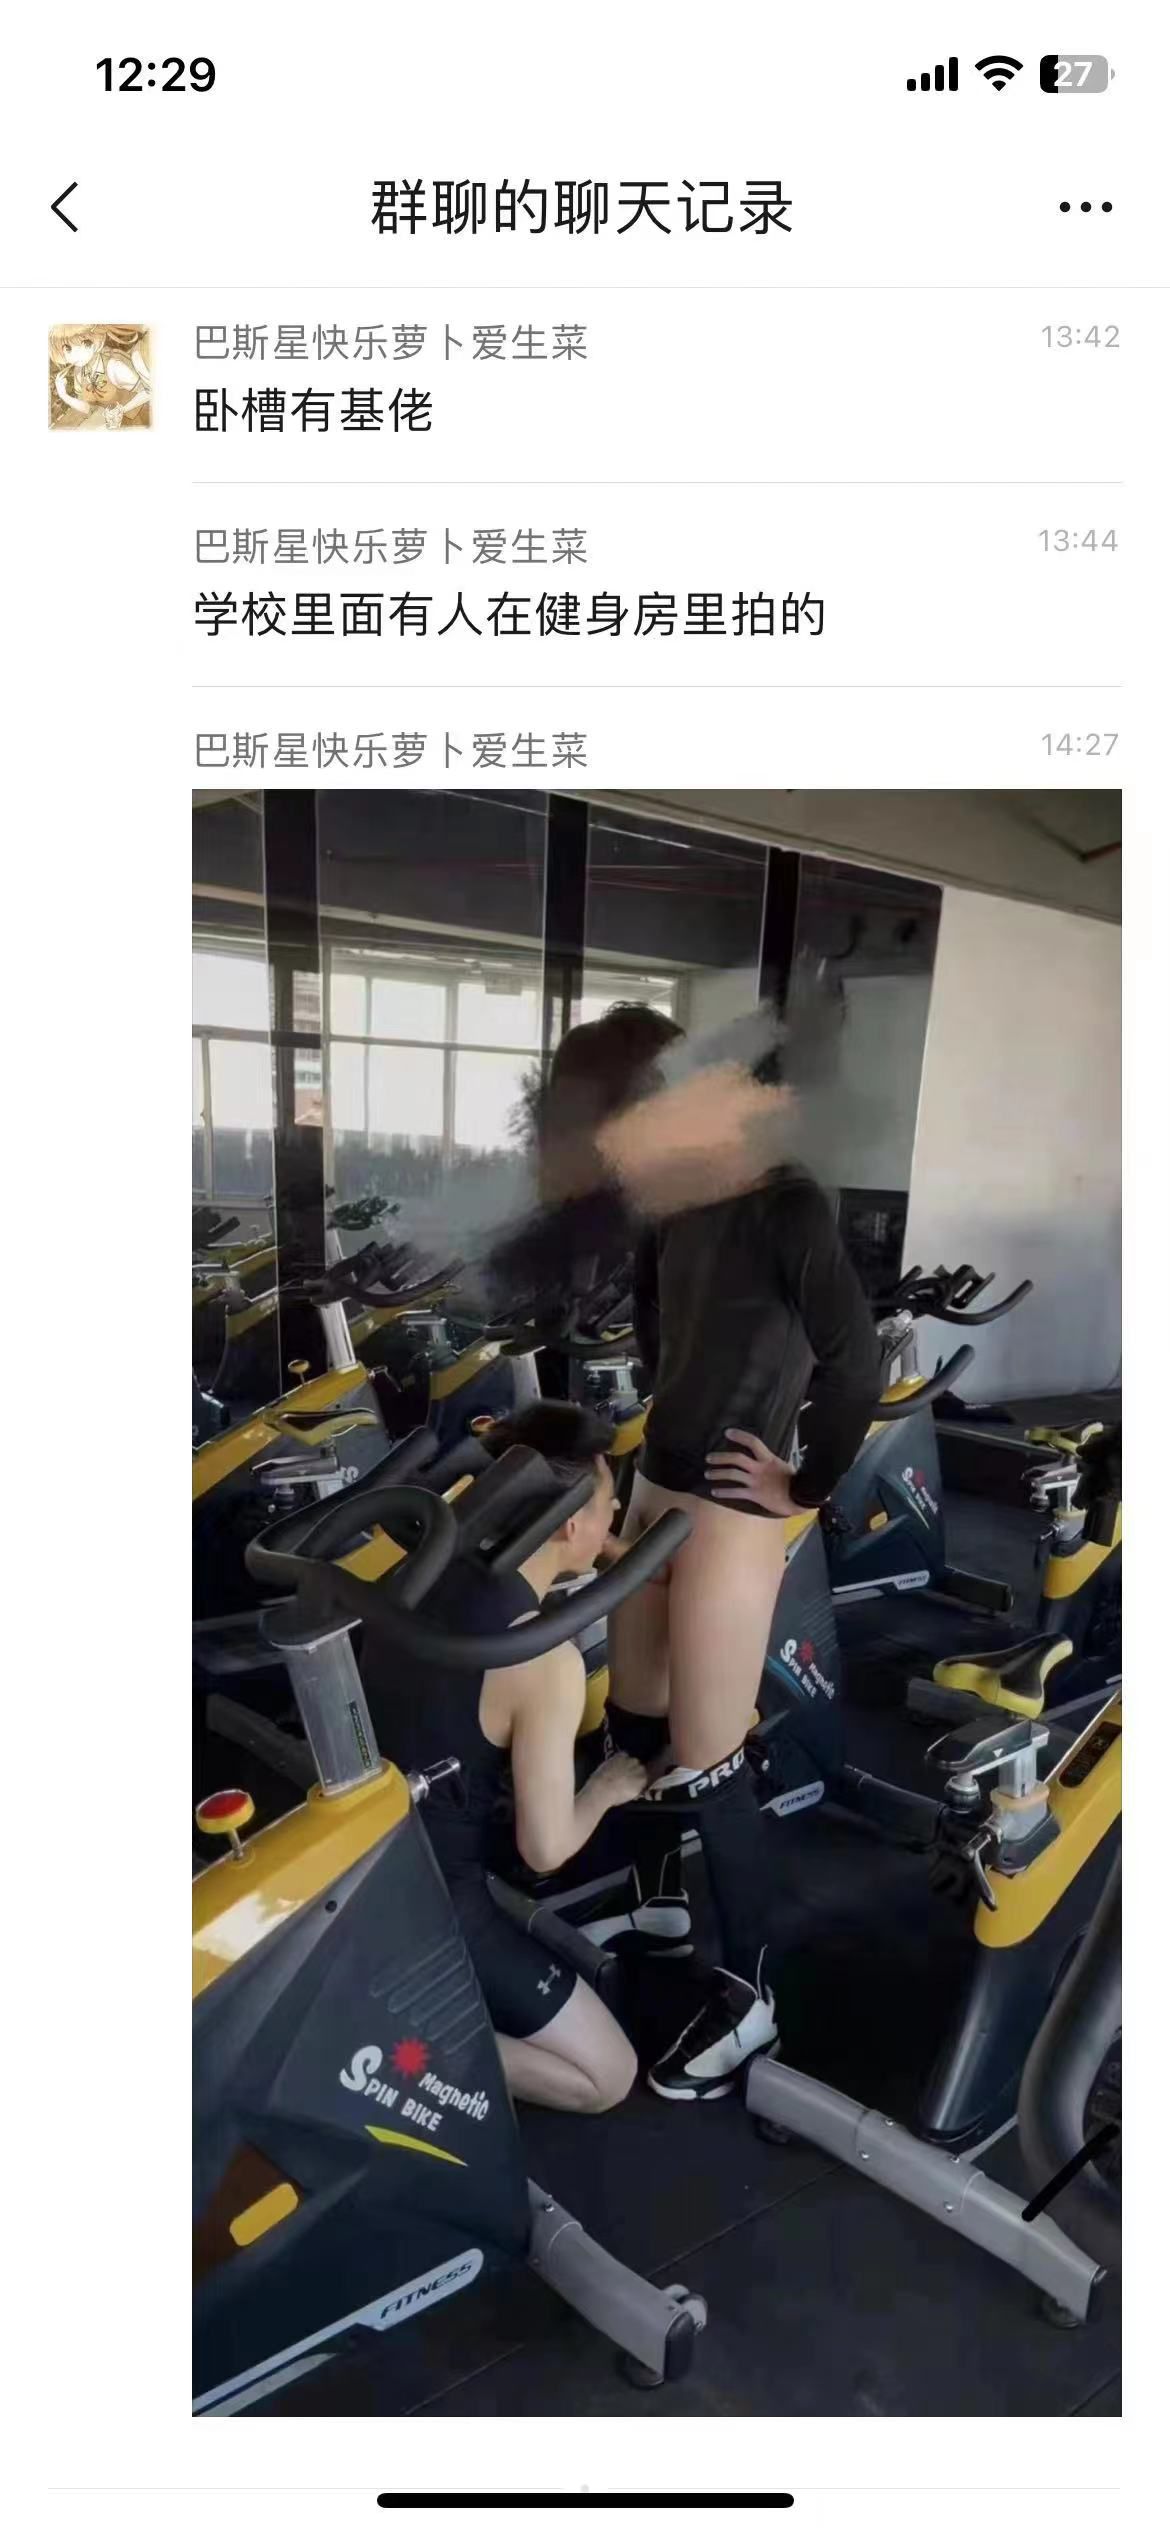 12:29
27
群聊的聊天记录
巴斯星快乐萝卜爱生菜
13:42
卧槽有基佬
巴斯星快乐萝卜爱生菜
13:44
学校里面有人在健身房里拍的
巴斯星快乐萝卜爱生菜
14:27
FITNESS
SPIN Magnetic BIKE
PRO
FITNESS
Magnetic
SPIN BIKE
FITNESS